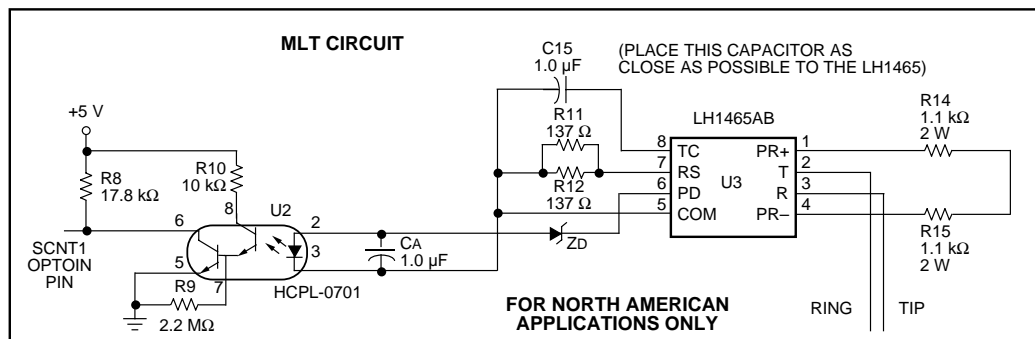 MLT CIRCUIT
C15
1.0 µF
(PLACE THIS CAPACITOR AS
CLOSE AS POSSIBLE TO THE LH1465)
+5 V
R8
17.8 kΩ
R10
10 kΩ
R11
137 Ω
R12
137 Ω
LH1465AB
8 TC PR+ 1
7 RS T 2
6 PD R 3
5 COM PR– 4
U3
R14
1.1 kΩ
2 W
R15
1.1 kΩ
2 W
U2
8
6
2
3
5
7
SCNT1
OPTOIN
PIN
R9
2.2 MΩ
HCPL-0701
CA
1.0 µF
ZD
FOR NORTH AMERICAN
APPLICATIONS ONLY
RING
TIP